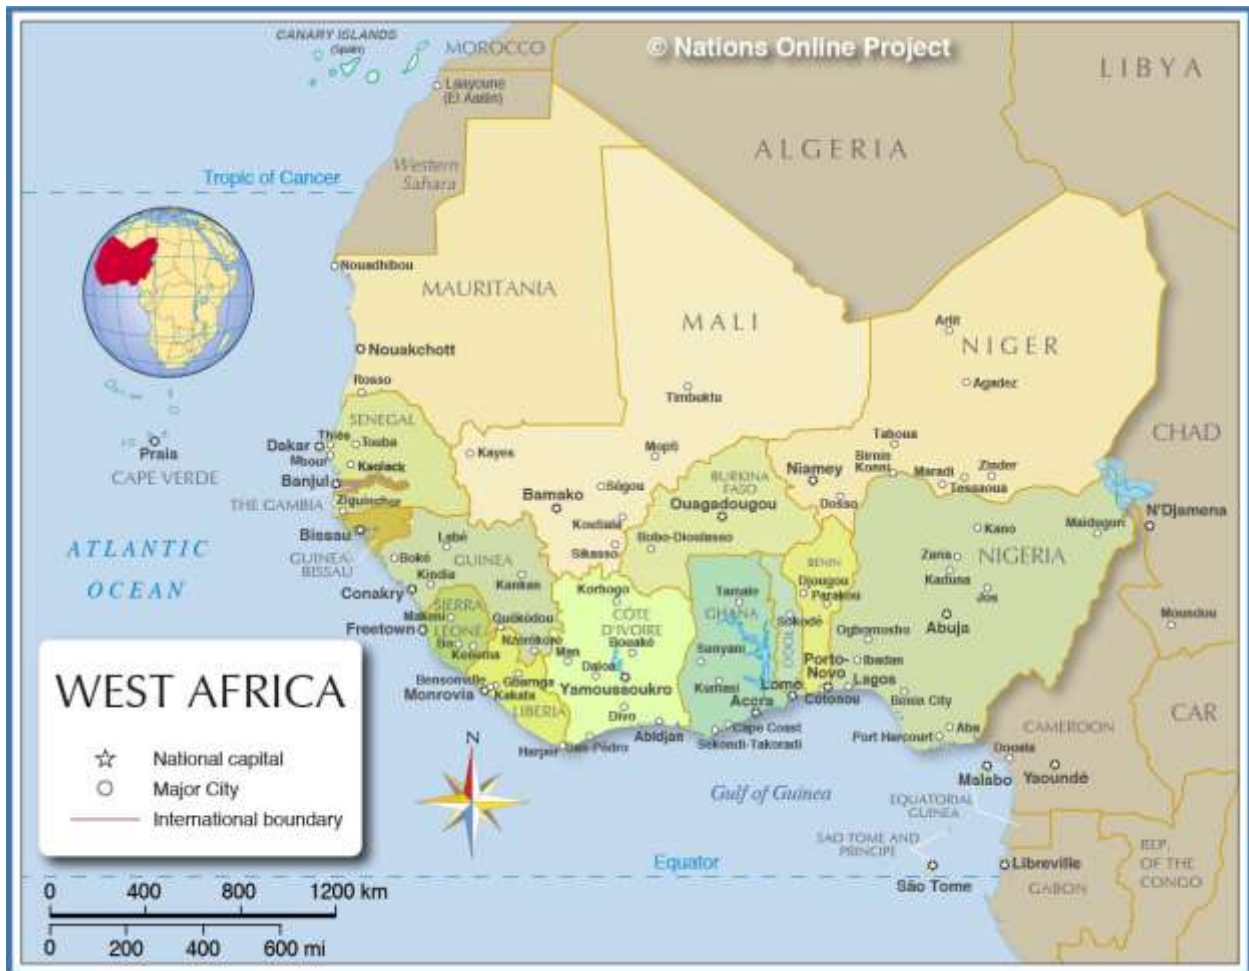 CANARY ISLANDS
(Spain)
MOROCCO
© Nations Online Project
LIBYA
Laayoune
(El Aaiún)
ALGERIA
Western
Sahara
Tropic of Cancer
Nouadhibou
MAURITANIA
MALI
Arlit
NIGER
Nouakchott
Agadez
Rosso
Timbuktu
SENEGAL
CHAD
Thiès
Touba
Dakar
Mbour
Kaolack
Praia
CAPE VERDE
Kayes
Mopti
Tahoua
Birnin
Konni
Maradi
Zinder
Tessaoua
Niamey
Dosso
BURKINA
FASO
Ouagadougou
Banjul
THE GAMBIA
Ziguinchor
Bamako
Ségou
Koutiala
Sikasso
Bobo-Dioulasso
N'Djamena
Maiduguri
Kano
NIGERIA
Zaria
Kaduna
Jos
Abuja
Bissau
GUINEA-
BISSAU
Labé
Boké
GUINEA
Kindia
Kankan
Conakry
ATLANTIC
OCEAN
BENIN
Djougou
Parakou
Korhogo
CÔTE
D'IVOIRE
Bouaké
Tamale
GHANA
Sokodé
TOGO
Moundou
SIERRA
LEONE
Makeni
Freetown
Bo
Kenema
Nzérékoré
Man
Daloa
Sunyani
Kumasi
Ogbomosho
Ibadan
Porto-
Novo
Lagos
Lomé
Cotonou
Benin City
Bensonville
Gbarnga
Monrovia
Kakata
LIBERIA
Yamoussoukro
Divo
Accra
Cape Coast
Sekondi-Takoradi
Abidjan
Harper
San-Pédro
Port Harcourt
Aba
CAMEROON
CAR
Douala
Malabo
Yaoundé
WEST AFRICA
National capital
Major City
International boundary
N
Gulf of Guinea
EQUATORIAL
GUINEA
SAO TOME AND
PRINCIPE
Equator
São Tome
Libreville
GABON
REP.
OF THE
CONGO
0 400 800 1200 km
0 200 400 600 mi